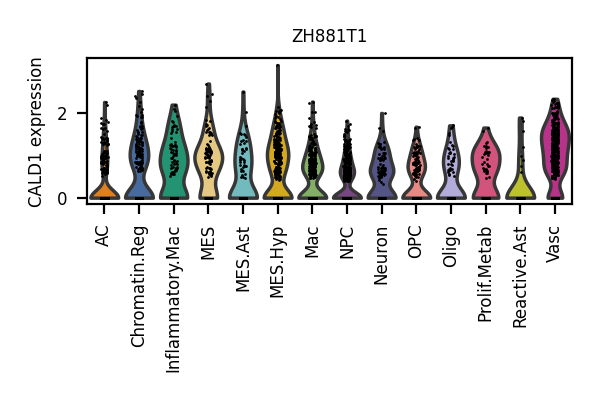 ZH881T1
CALD1 expression
2
0
AC
Chromatin.Reg
Inflammatory.Mac
MES
MES.Ast
MES.Hyp
Mac
NPC
Neuron
OPC
Oligo
Prolif.Metab
Reactive.Ast
Vasc